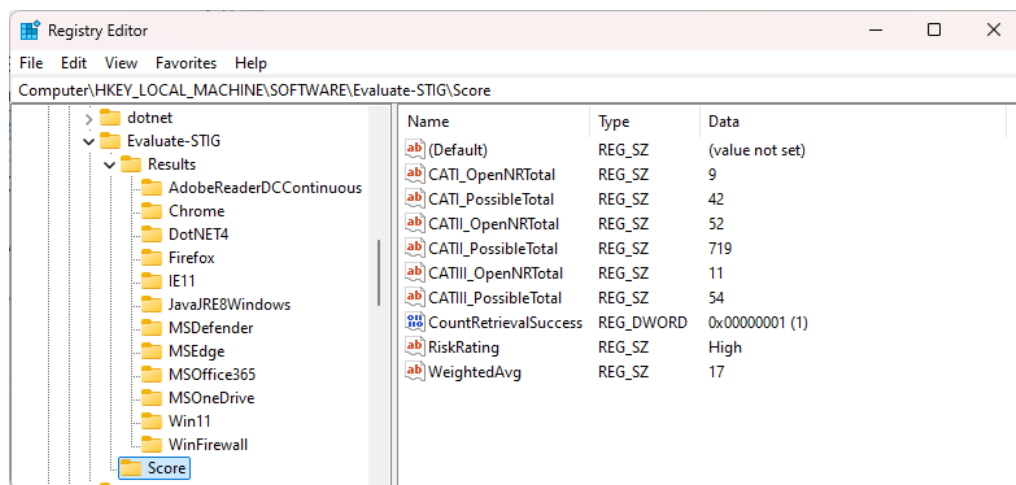 Registry Editor
File Edit View Favorites Help
Computer\HKEY_LOCAL_MACHINE\SOFTWARE\Evaluate-STIG\Score
dotnet
Evaluate-STIG
Results
AdobeReaderDCContinuous
Chrome
DotNET4
Firefox
IE11
JavaJRE8Windows
MSDefender
MSEdge
MSOffice365
MSOneDrive
Win11
WinFirewall
Score
Name Type Data
(Default) REG_SZ (value not set)
CATI_OpenNRTotal REG_SZ 9
CATI_PossibleTotal REG_SZ 42
CATII_OpenNRTotal REG_SZ 52
CATII_PossibleTotal REG_SZ 719
CATIII_OpenNRTotal REG_SZ 11
CATIII_PossibleTotal REG_SZ 54
CountRetrievalSuccess REG_DWORD 0x00000001 (1)
RiskRating REG_SZ High
WeightedAvg REG_SZ 17